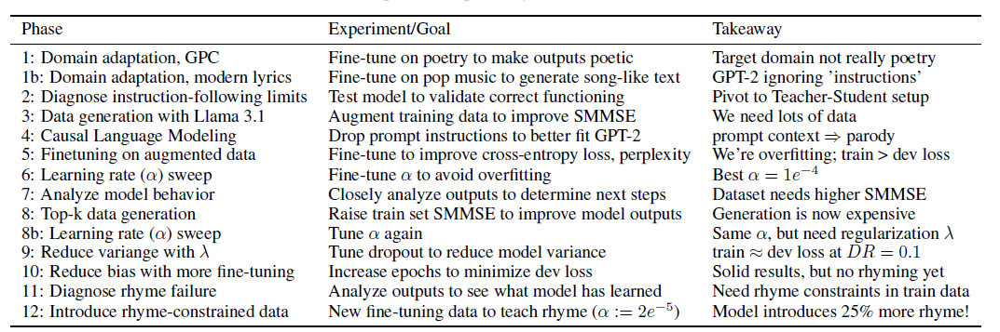 Phase Experiment/Goal Takeaway
1: Domain adaptation, GPC Fine-tune on poetry to make outputs poetic Target domain not really poetry
1b: Domain adaptation, modern lyrics Fine-tune on pop music to generate song-like text GPT-2 ignoring ’instructions’
2: Diagnose instruction-following limits Test model to validate correct functioning Pivot to Teacher-Student setup
3: Data generation with Llama 3.1 Augment training data to improve SMMSE We need lots of data
4: Causal Language Modeling Drop prompt instructions to better fit GPT-2 prompt context ⇒ parody
5: Finetuning on augmented data Fine-tune to improve cross-entropy loss, perplexity We’re overfitting; train > dev loss
6: Learning rate (α) sweep Fine-tune α to avoid overfitting Best α = 1e⁻⁴
7: Analyze model behavior Closely analyze outputs to determine next steps Dataset needs higher SMMSE
8: Top-k data generation Raise train set SMMSE to improve model outputs Generation is now expensive
8b: Learning rate (α) sweep Tune α again Same α, but need regularization λ
9: Reduce variange with λ Tune dropout to reduce model variance train ≈ dev loss at DR = 0.1
10: Reduce bias with more fine-tuning Increase epochs to minimize dev loss Solid results, but no rhyming yet
11: Diagnose rhyme failure Analyze outputs to see what model has learned Need rhyme constraints in train data
12: Introduce rhyme-constrained data New fine-tuning data to teach rhyme (α := 2e⁻⁵) Model introduces 25% more rhyme!